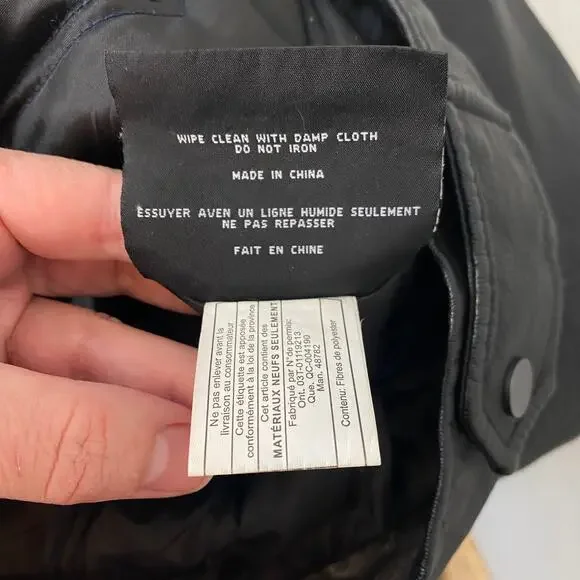 WIPE CLEAN WITH DAMP CLOTH
DO NOT IRON
MADE IN CHINA
ESSUYER AVEN UN LIGNE HUMIDE SEULEMENT
NE PAS REPASSER
FAIT EN CHINE
Ne pas enlever avant la
livraison au consommateur
Cette étiquette est apposée
conformément à la loi de la province
Cet article contient des
MATÉRIAUX NEUFS SEULEMENT
Fabriqué par N°de permis:
Ont. 03T-01119213
Que. QC-004190
Man. 48782
Contenu: Fibres de polyester